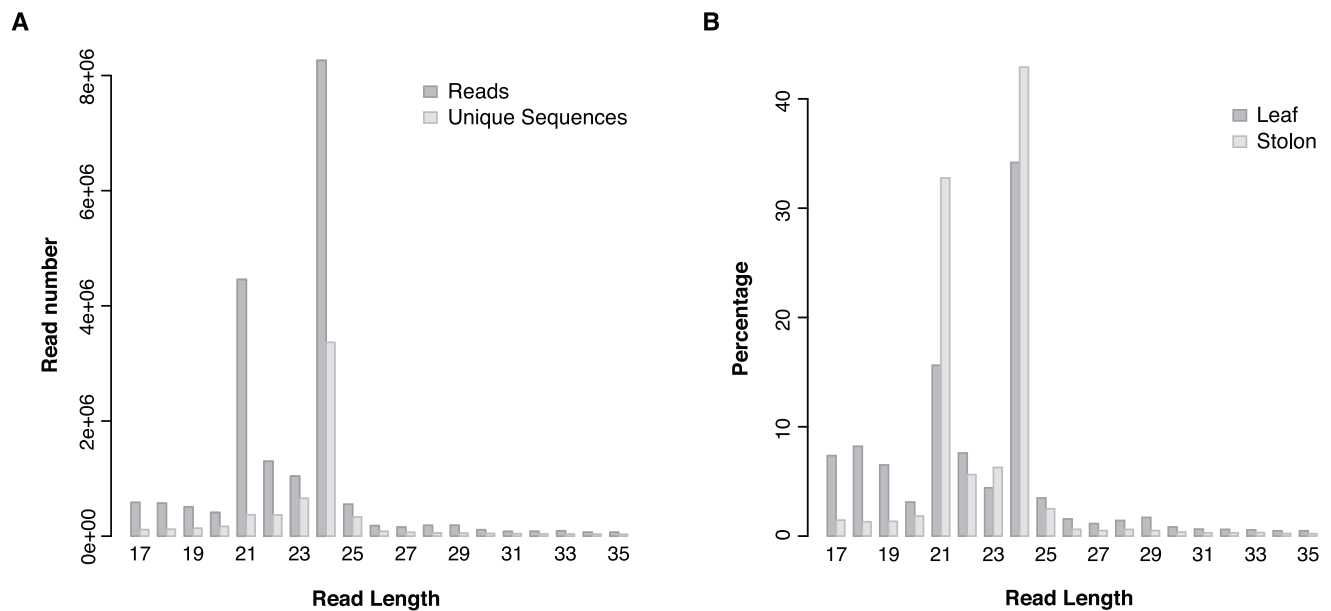 A
8e+06
6e+06
4e+06
2e+06
0e+00
Read number
Reads
Unique Sequences
17 19 21 23 25 27 29 31 33 35
Read Length
B
40
30
20
10
0
Percentage
Leaf
Stolon
17 19 21 23 25 27 29 31 33 35
Read Length